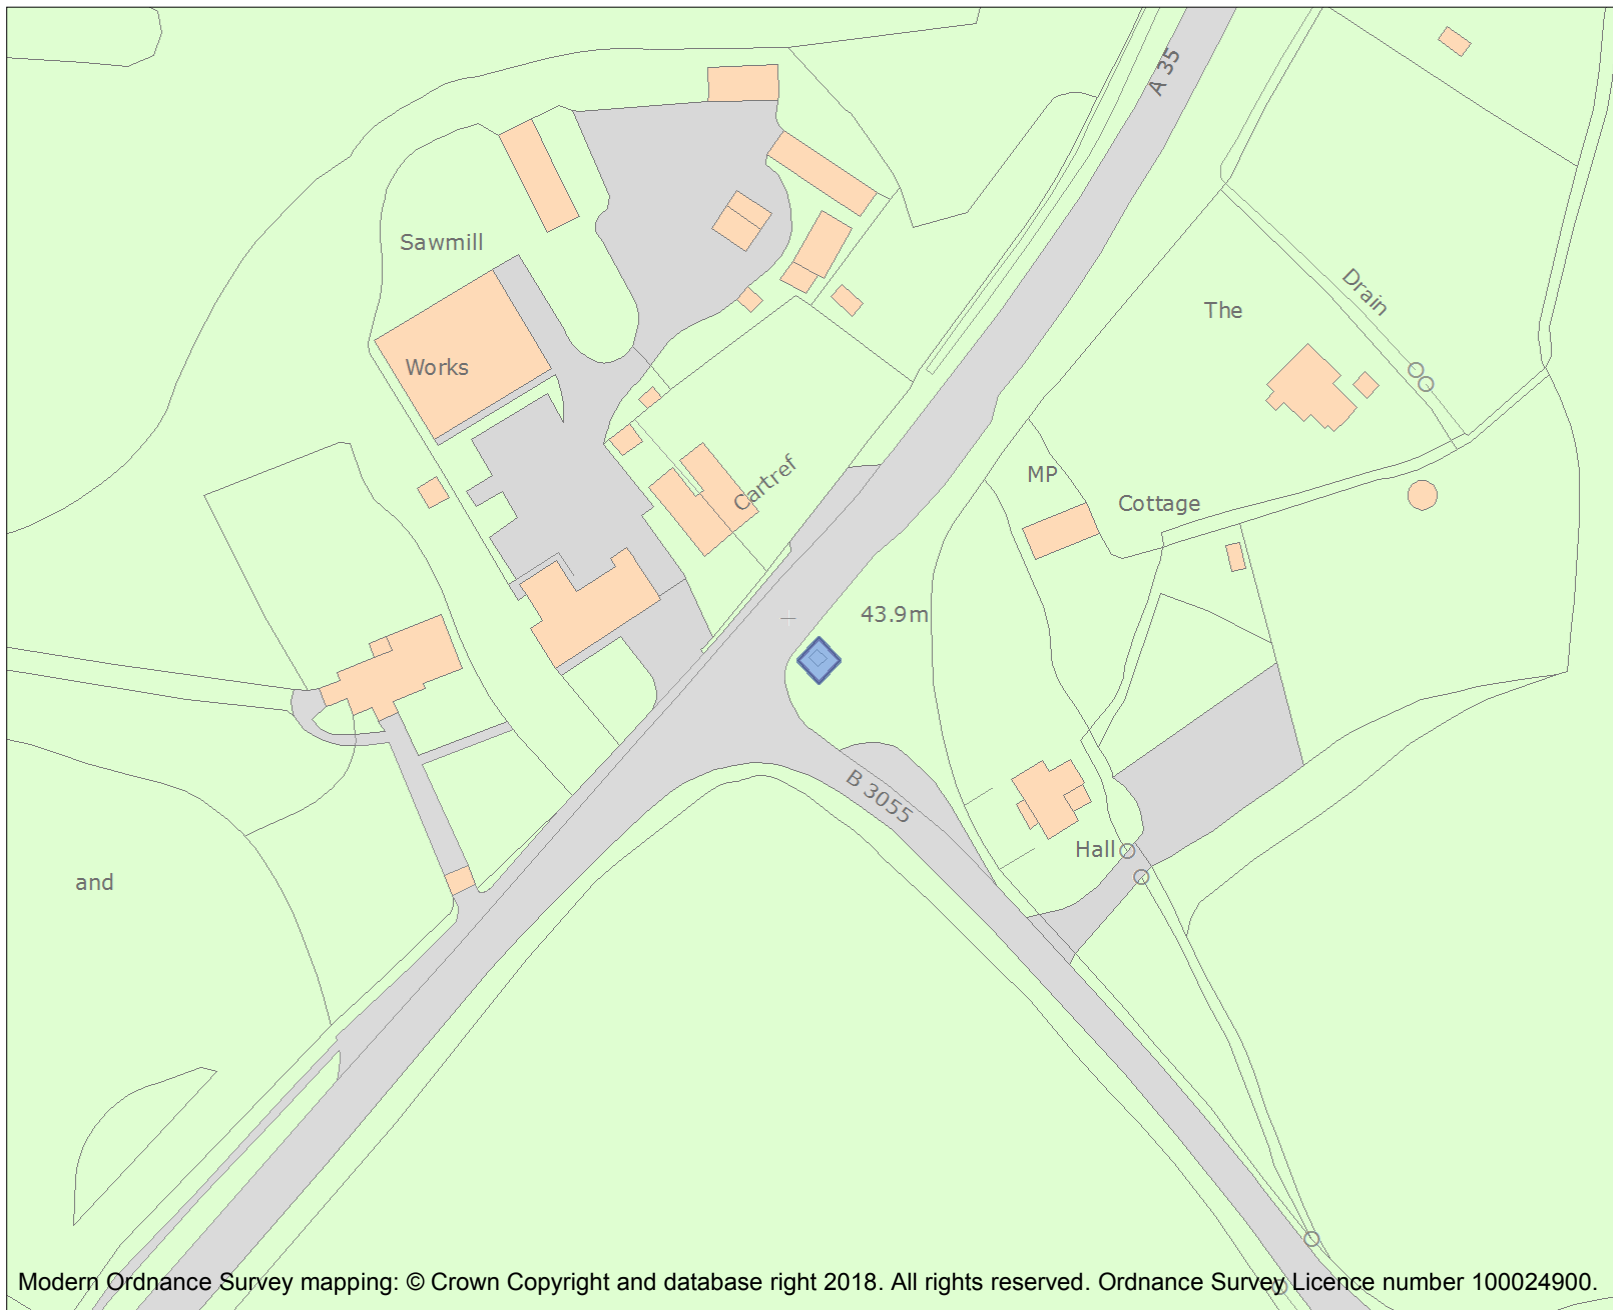 A 35
Sawmill
Drain
The
Works
MP
Cartref
Cottage
43.9m
B 3055
Hall
and
Modern Ordnance Survey mapping: © Crown Copyright and database right 2018. All rights reserved. Ordnance Survey Licence number 100024900.